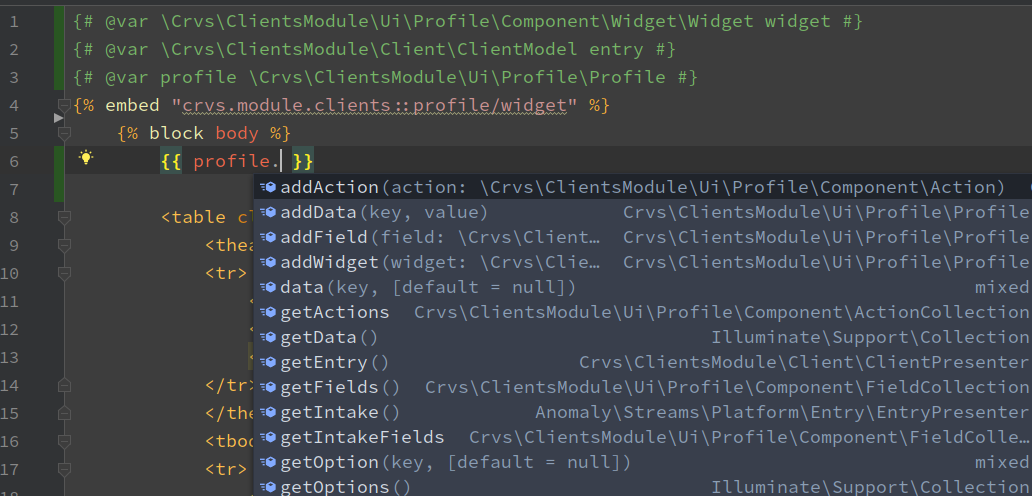 1 {# @var \Crvs\ClientsModule\Ui\Profile\Component\Widget\Widget widget #}
2 {# @var \Crvs\ClientsModule\Client\ClientModel entry #}
3 {# @var profile \Crvs\ClientsModule\Ui\Profile\Profile #}
4 {% embed "crvs.module.clients::profile/widget" %}
5 {% block body %}
6 {{ profile. }}
7 addAction(action: \Crvs\ClientsModule\Ui\Profile\Component\Action)
8 <table c addData(key, value) Crvs\ClientsModule\Ui\Profile\Profile
9 <thea addField(field: \Crvs\Client… Crvs\ClientsModule\Ui\Profile\Profile
10 <tr> addWidget(widget: \Crvs\Clie… Crvs\ClientsModule\Ui\Profile\Profile
11 < data(key, [default = null]) mixed
12 < getActions Crvs\ClientsModule\Ui\Profile\Component\ActionCollection
13 < getData() Illuminate\Support\Collection
getEntry() Crvs\ClientsModule\Client\ClientPresenter
14 </tr> getFields() Crvs\ClientsModule\Ui\Profile\Component\FieldCollection
15 </the getIntake() Anomaly\Streams\Platform\Entry\EntryPresenter
16 <tbod getIntakeFields Crvs\ClientsModule\Ui\Profile\Component\FieldColle…
17 <tr> getOption(key, [default = null]) mixed
getOptions() Illuminate\Support\Collection